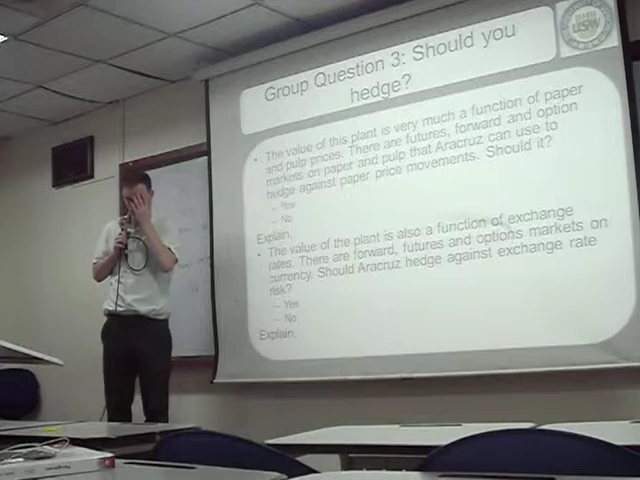 Group Question 3: Should you
hedge?
• The value of this plant is very much a function of paper
and pulp prices. There are futures, forward and option
markets on paper and pulp that Aracruz can use to
hedge against paper price movements. Should it?
– Yes
– No
Explain.
• The value of the plant is also a function of exchange
rates. There are forward, futures and options markets on
currency. Should Aracruz hedge against exchange rate
risk?
– Yes
– No
Explain.